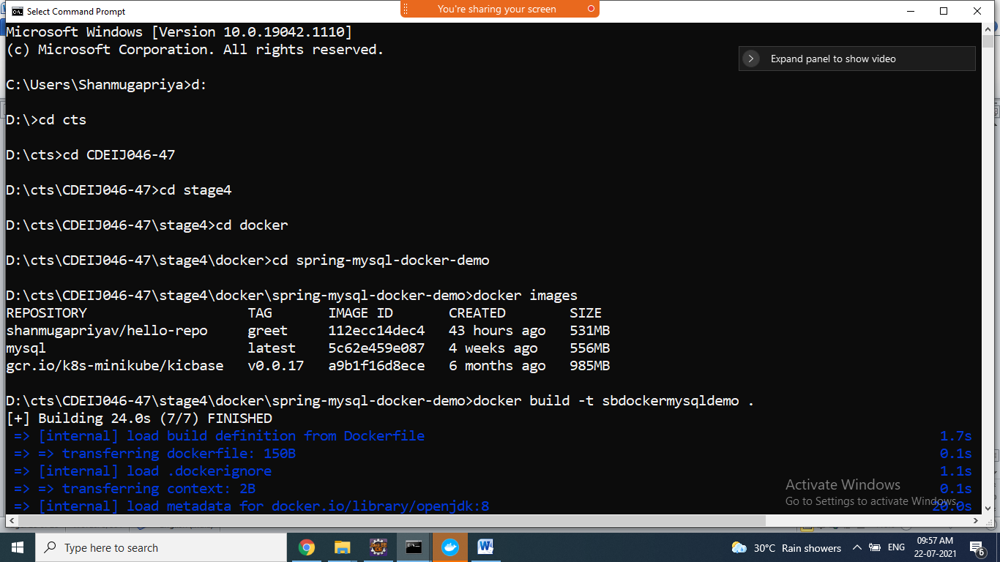 Select Command Prompt
You're sharing your screen
Microsoft Windows [Version 10.0.19042.1110]
(c) Microsoft Corporation. All rights reserved.
Expand panel to show video
C:\Users\Shanmugapriya>d:
D:\>cd cts
D:\cts>cd CDEIJ046-47
D:\cts\CDEIJ046-47>cd stage4
D:\cts\CDEIJ046-47\stage4>cd docker
D:\cts\CDEIJ046-47\stage4\docker>cd spring-mysql-docker-demo
D:\cts\CDEIJ046-47\stage4\docker\spring-mysql-docker-demo>docker images
REPOSITORY TAG IMAGE ID CREATED SIZE
shanmugapriyav/hello-repo greet 112ecc14dec4 43 hours ago 531MB
mysql latest 5c62e459e087 4 weeks ago 556MB
gcr.io/k8s-minikube/kicbase v0.0.17 a9b1f16d8ece 6 months ago 985MB
D:\cts\CDEIJ046-47\stage4\docker\spring-mysql-docker-demo>docker build -t sbdockermysqldemo .
[+] Building 24.0s (7/7) FINISHED
=> [internal] load build definition from Dockerfile 1.7s
=> => transferring dockerfile: 150B 0.1s
=> [internal] load .dockerignore 1.1s
=> => transferring context: 2B 0.1s
=> [internal] load metadata for docker.io/library/openjdk:8 20.0s
Activate Windows
Go to Settings to activate Windows.
Type here to search
30°C Rain showers
ENG
09:57 AM
22-07-2021
6